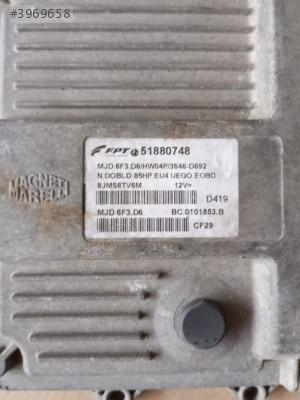 #3969658
FPT 51880748
MJD 6F3.D6/HW04P/3646-D692
N.DOBLO 85HP EU4 UEGO EOBD
8JMS6TV6M 12V=
D419
MJD 6F3.D6 BC.0101853.B
CF29
MAGNETI
MARELLI